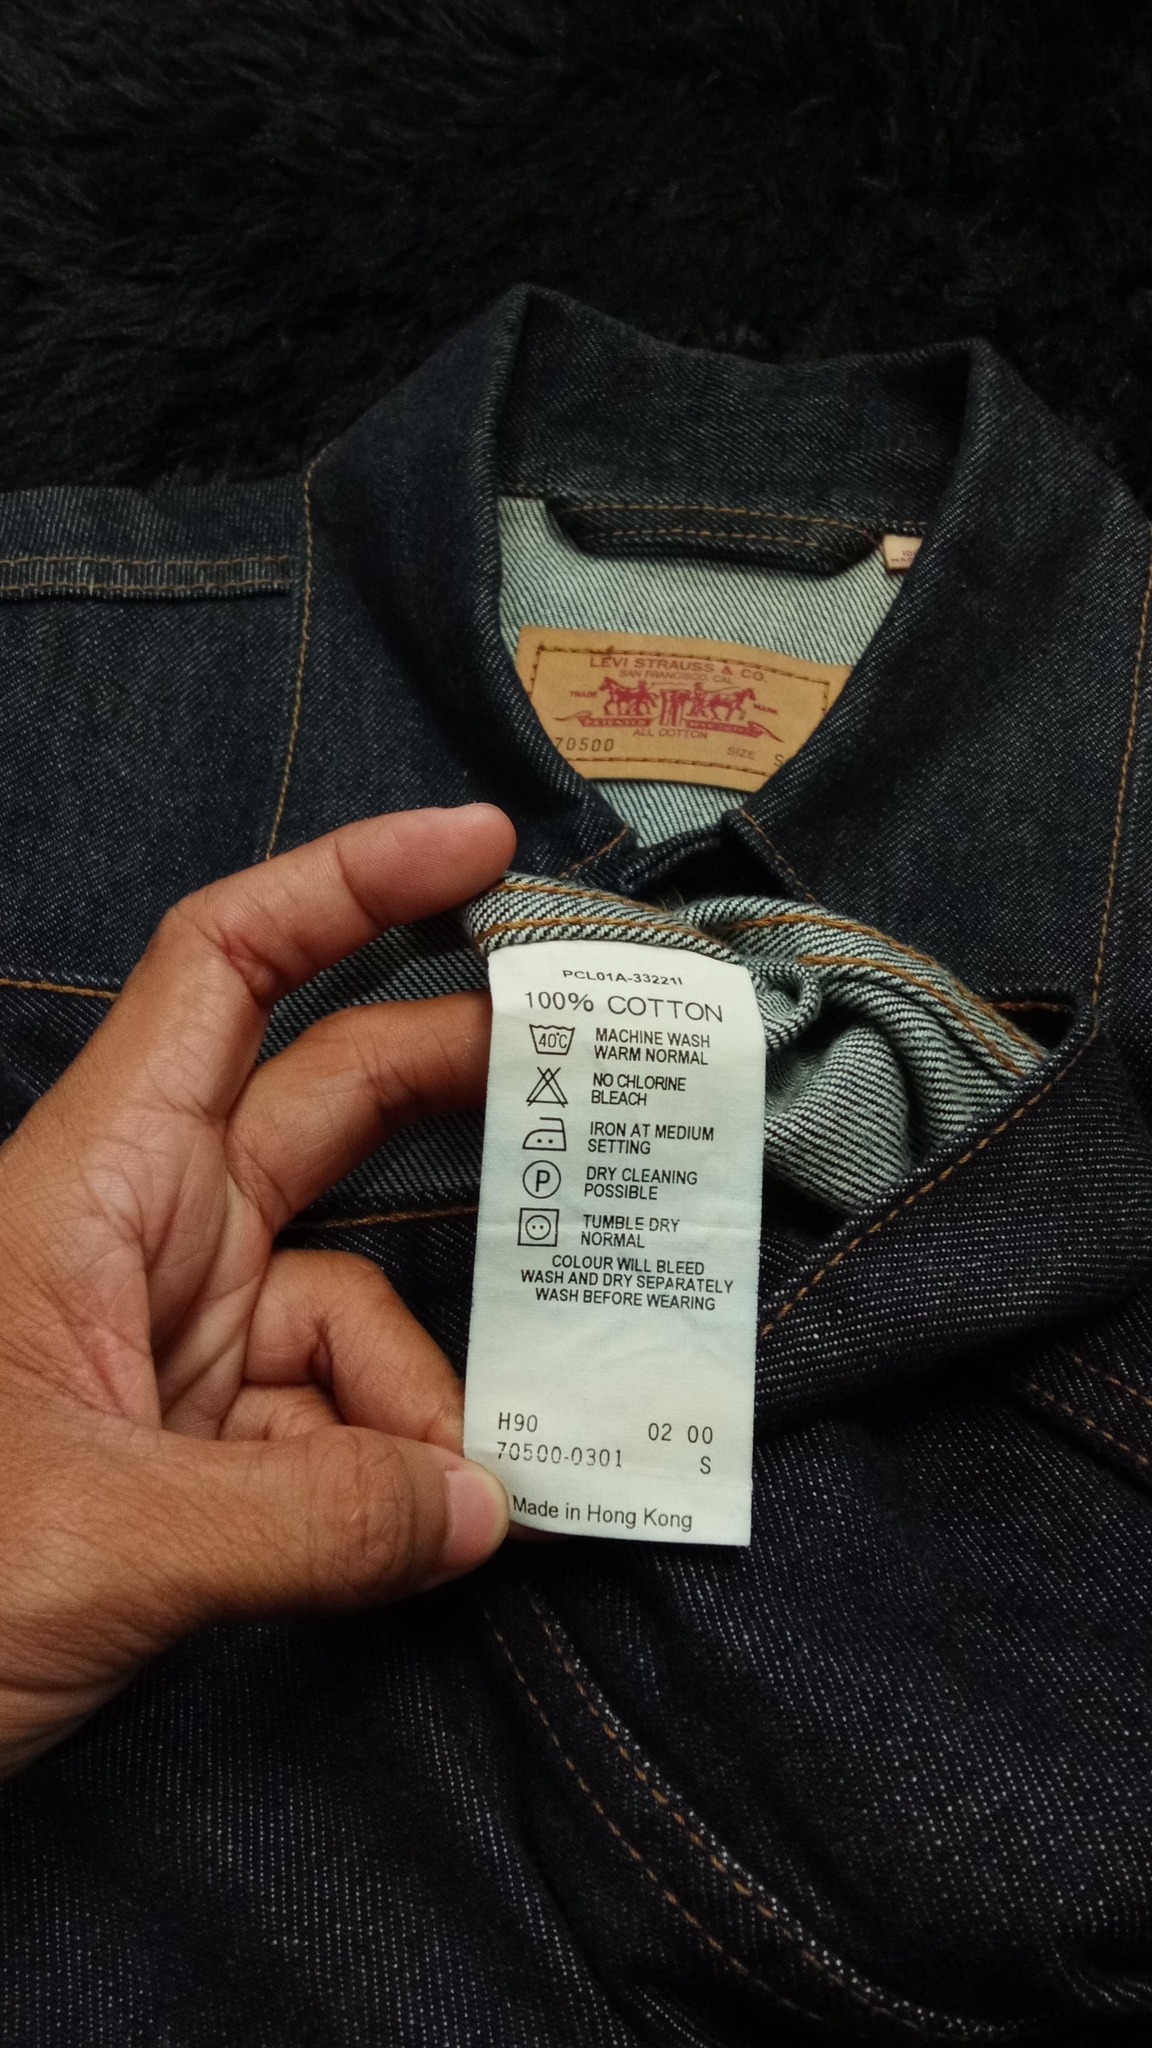 LEVI STRAUSS & CO.
SAN FRANCISCO, CAL.
TRADE MARK
ALL COTTON
70500 SIZE S
PCL01A-33221I
100% COTTON
40°C MACHINE WASH
WARM NORMAL
NO CHLORINE
BLEACH
IRON AT MEDIUM
SETTING
P DRY CLEANING
POSSIBLE
TUMBLE DRY
NORMAL
COLOUR WILL BLEED
WASH AND DRY SEPARATELY
WASH BEFORE WEARING
H90 02 00
70500-0301 S
Made in Hong Kong